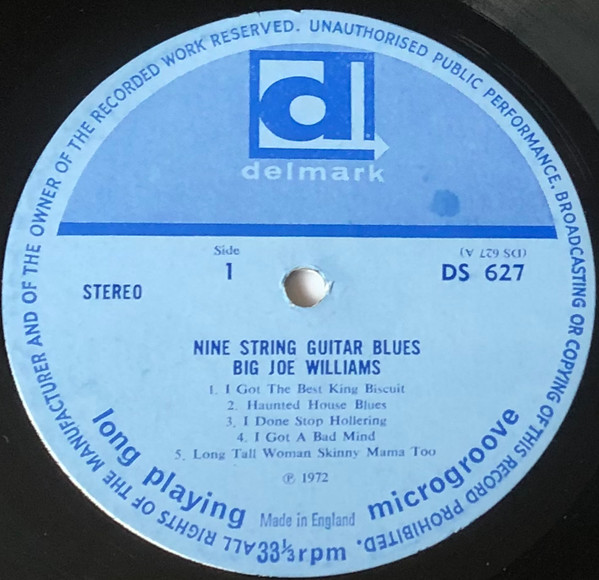 ALL RIGHTS OF THE MANUFACTURER AND OF THE OWNER OF THE RECORDED WORK RESERVED. UNAUTHORISED PUBLIC PERFORMANCE, BROADCASTING OR COPYING OF THIS RECORD PROHIBITED.
d
delmark
Side
1
(DS 627 A)
DS 627
STEREO
NINE STRING GUITAR BLUES
BIG JOE WILLIAMS
1. I Got The Best King Biscuit
2. Haunted House Blues
3. I Done Stop Hollering
4. I Got A Bad Mind
5. Long Tall Woman Skinny Mama Too
℗ 1972
long playing microgroove
Made in England
33⅓rpm